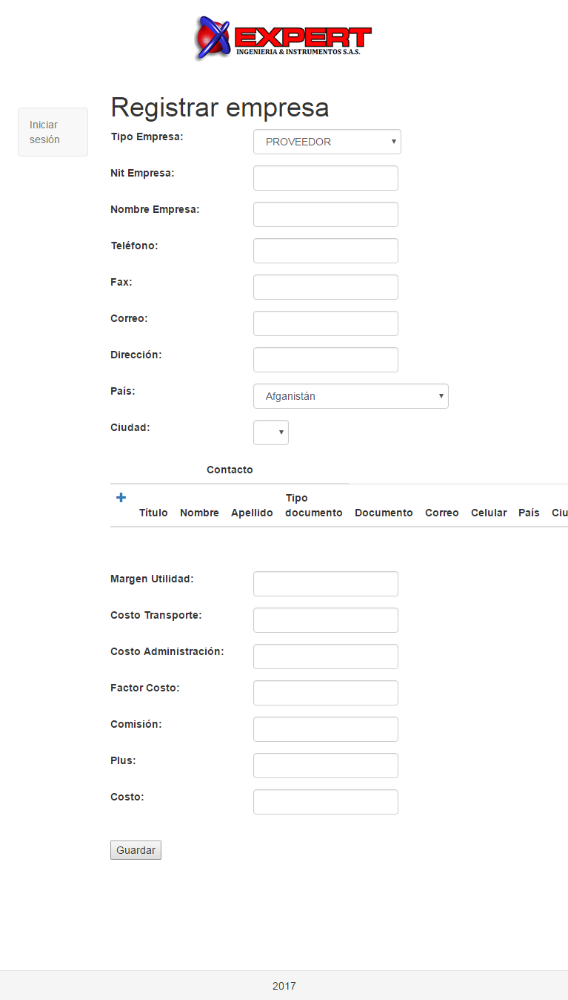 EXPERT
INGENIERIA & INSTRUMENTOS S.A.S.
Iniciar
sesión
Registrar empresa
Tipo Empresa: PROVEEDOR
Nit Empresa:
Nombre Empresa:
Teléfono:
Fax:
Correo:
Dirección:
País: Afganistán
Ciudad:
Contacto
Tipo
Título Nombre Apellido documento Documento Correo Celular País Ciu
Margen Utilidad:
Costo Transporte:
Costo Administración:
Factor Costo:
Comisión:
Plus:
Costo:
Guardar
2017